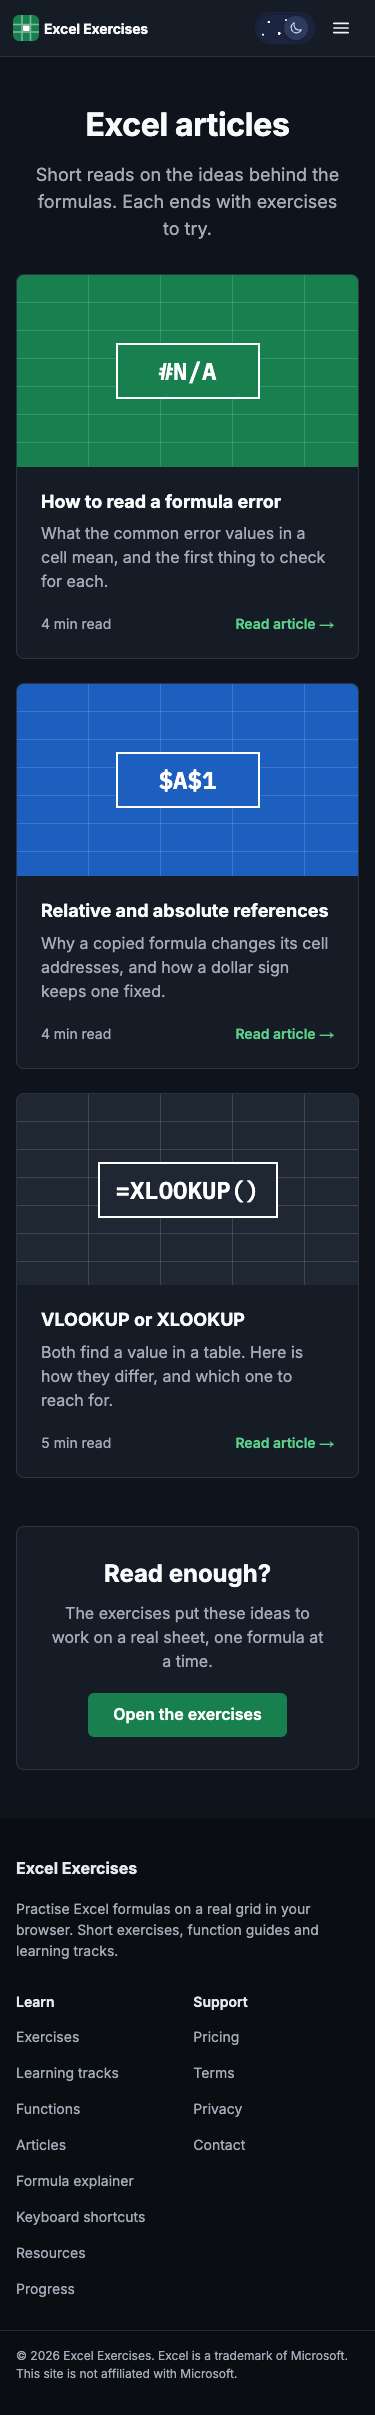 Excel Exercises
Excel articles
Short reads on the ideas behind the
formulas. Each ends with exercises
to try.
#N/A
How to read a formula error
What the common error values in a
cell mean, and the first thing to check
for each.
4 min read
Read article →
$A$1
Relative and absolute references
Why a copied formula changes its cell
addresses, and how a dollar sign
keeps one fixed.
4 min read
Read article →
=XLOOKUP()
VLOOKUP or XLOOKUP
Both find a value in a table. Here is
how they differ, and which one to
reach for.
5 min read
Read article →
Read enough?
The exercises put these ideas to
work on a real sheet, one formula at
a time.
Open the exercises
Excel Exercises
Practise Excel formulas on a real grid in your
browser. Short exercises, function guides and
learning tracks.
Learn
Exercises
Learning tracks
Functions
Articles
Formula explainer
Keyboard shortcuts
Resources
Progress
Support
Pricing
Terms
Privacy
Contact
© 2026 Excel Exercises. Excel is a trademark of Microsoft.
This site is not affiliated with Microsoft.